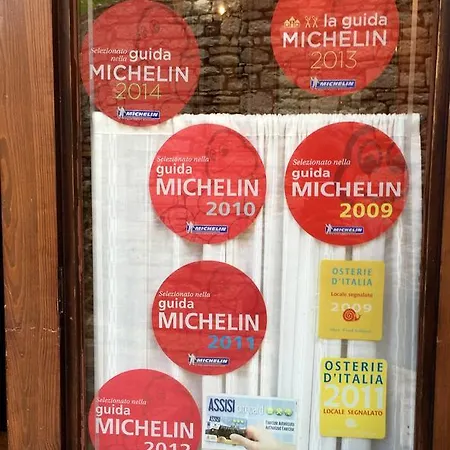 Selezionato nella guida
MICHELIN
2014
MICHELIN
la guida
MICHELIN
2013
MICHELIN
Selezionato nella
guida
MICHELIN
2010
MICHELIN
Selezionato nella
guida
MICHELIN
2009
MICHELIN
Selezionato nella
guida
MICHELIN
2011
MICHELIN
OSTERIE
D'ITALIA
Locale segnalato
2009
OSTERIE
D'ITALIA
2011
LOCALE SEGNALATO
Selezionato nella
guida
MICHELIN
2012
ASSISI
ASSISI